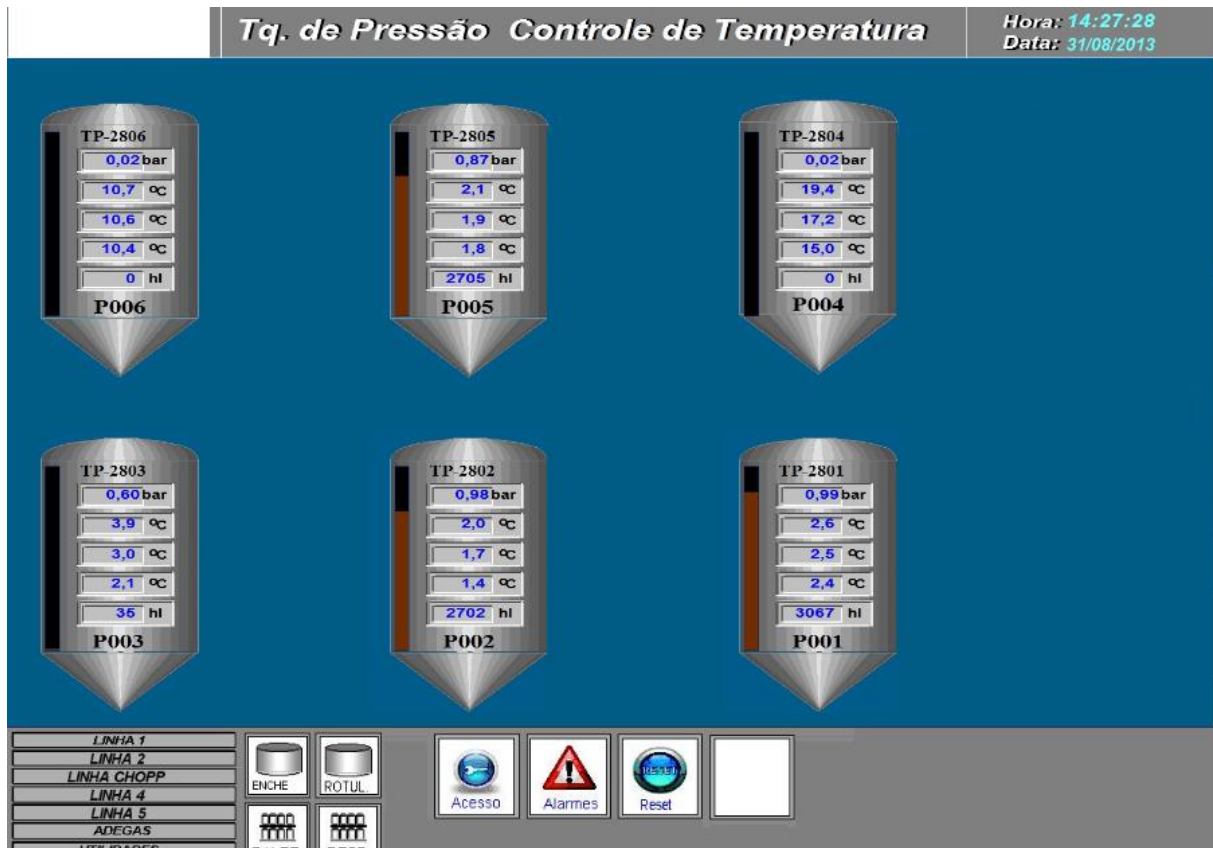 Tq. de Pressão Controle de Temperatura
Hora: 14:27:28
Data: 31/08/2013
TP-2806
0,02 bar
10,7 ºC
10,6 ºC
10,4 ºC
0 hl
P006
TP-2805
0,87 bar
2,1 ºC
1,9 ºC
1,8 ºC
2705 hl
P005
TP-2804
0,02 bar
19,4 ºC
17,2 ºC
15,0 ºC
0 hl
P004
TP-2803
0,60 bar
3,9 ºC
3,0 ºC
2,1 ºC
35 hl
P003
TP-2802
0,98 bar
2,0 ºC
1,7 ºC
1,4 ºC
2702 hl
P002
TP-2801
0,99 bar
2,6 ºC
2,5 ºC
2,4 ºC
3067 hl
P001
LINHA 1
LINHA 2
LINHA CHOPP
LINHA 4
LINHA 5
ADEGAS
ENCHE
ROTUL.
Acesso
Alarmes
Reset